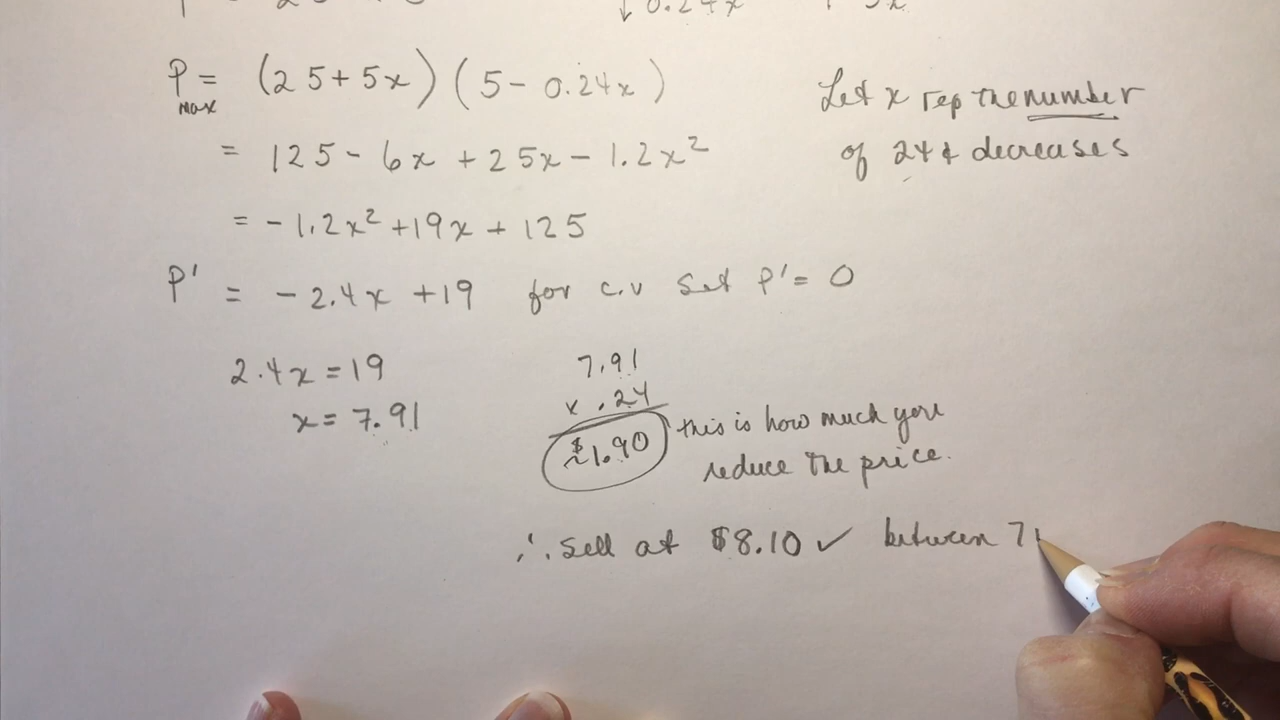 ↓ 0.24x
P = (25+5x)(5-0.24x)
max
Let x rep the number
of 24¢ decreases
= 125 - 6x + 25x - 1.2x²
= -1.2x² + 19x + 125
P' = -2.4x + 19 for c.v set P' = 0
2.4x = 19
x = 7.91
7.91
x .24
$
~1.90
this is how much you
reduce the price.
∴ sell at $8.10 ✓ between 7